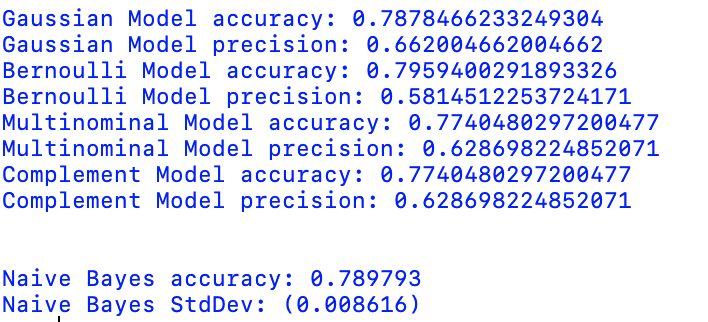 Gaussian Model accuracy: 0.7878466233249304
Gaussian Model precision: 0.662004662004662
Bernoulli Model accuracy: 0.7959400291893326
Bernoulli Model precision: 0.5814512253724171
Multinominal Model accuracy: 0.7740480297200477
Multinominal Model precision: 0.628698224852071
Complement Model accuracy: 0.7740480297200477
Complement Model precision: 0.628698224852071
Naive Bayes accuracy: 0.789793
Naive Bayes StdDev: (0.008616)